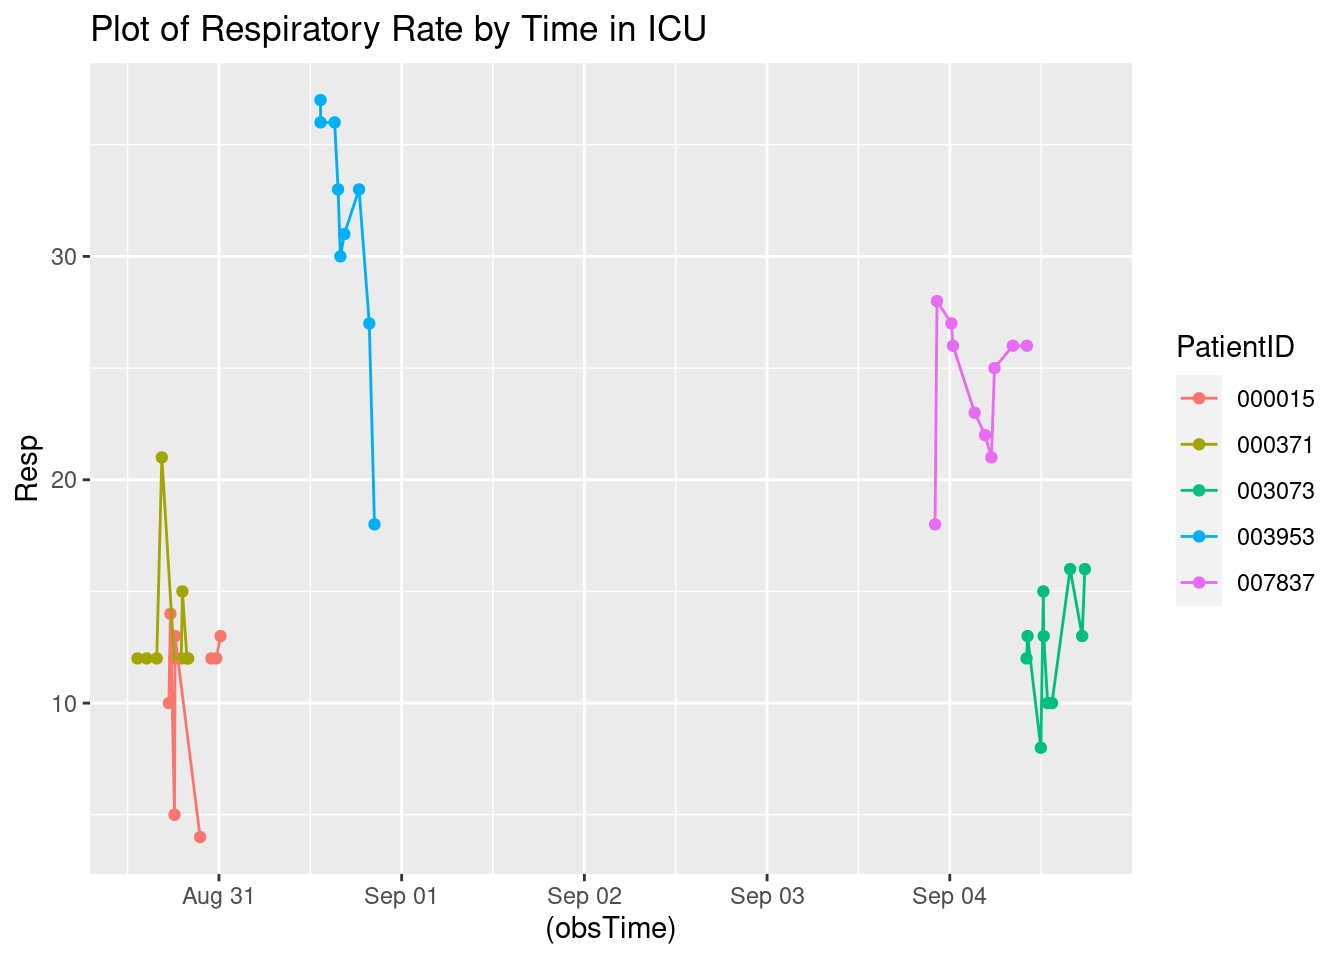 Plot of Respiratory Rate by Time in ICU
Resp
30
20
10
Aug 31 Sep 01 Sep 02 Sep 03 Sep 04
(obsTime)
PatientID
000015
000371
003073
003953
007837